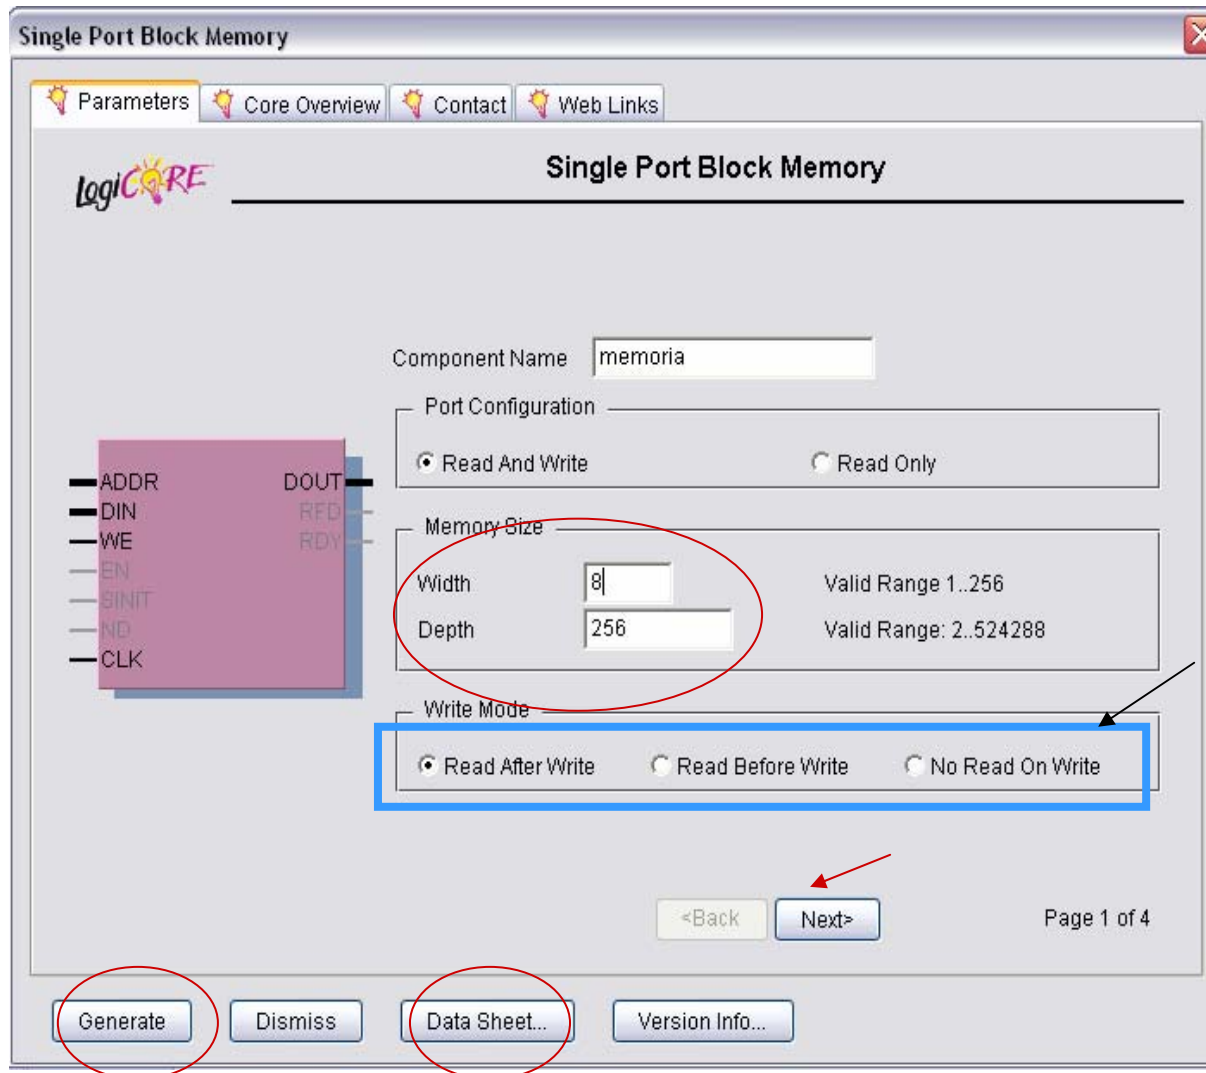 Single Port Block Memory
Parameters Core Overview Contact Web Links
LogiCORE
Single Port Block Memory
Component Name memoria
Port Configuration
Read And Write Read Only
ADDR DOUT
DIN RFD
WE RDY
EN
SINIT
ND
CLK
Memory Size
Width 8 Valid Range 1..256
Depth 256 Valid Range: 2..524288
Write Mode
Read After Write Read Before Write No Read On Write
<Back Next> Page 1 of 4
Generate Dismiss Data Sheet... Version Info...